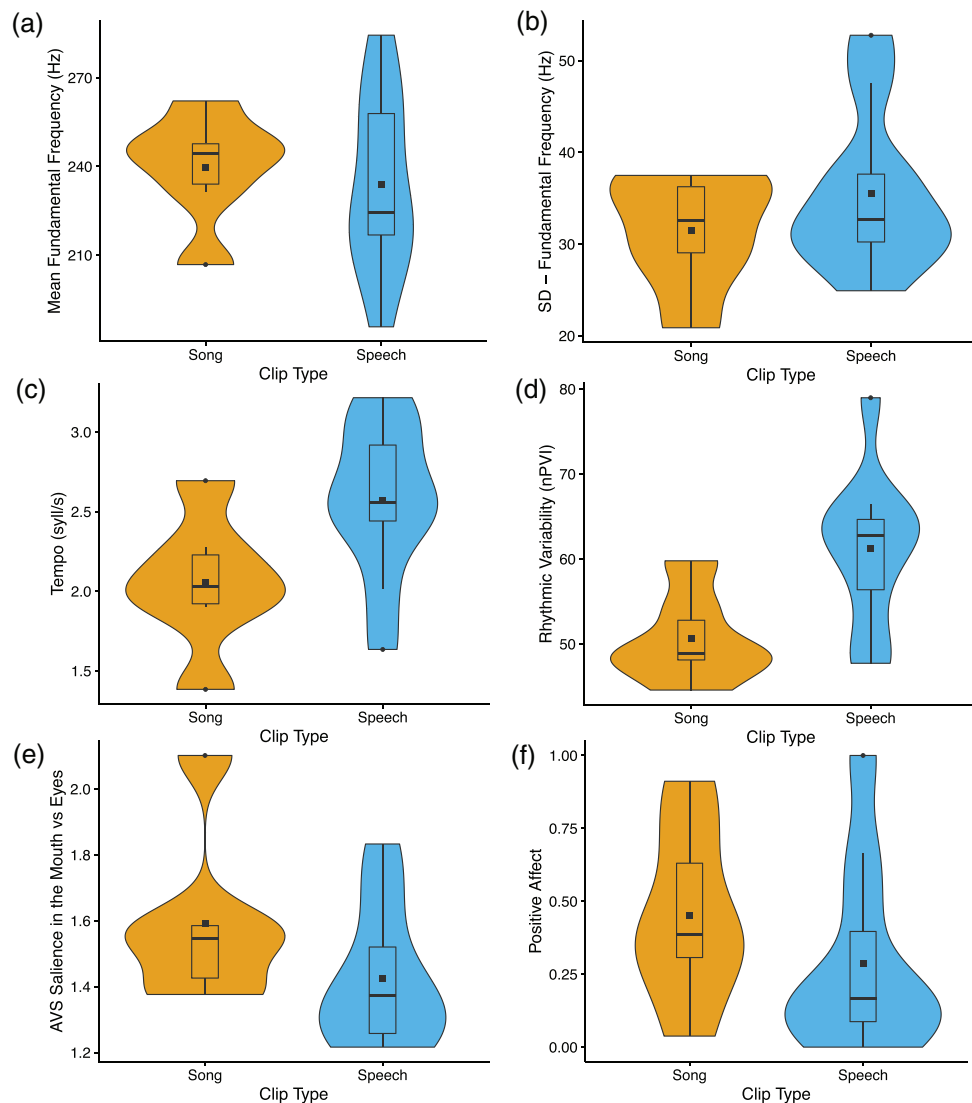 (a)
Mean Fundamental Frequency (Hz)
270
240
210
Song
Speech
Clip Type
(b)
SD – Fundamental Frequency (Hz)
50
40
30
20
Song
Speech
Clip Type
(c)
Tempo (syll/s)
3.0
2.5
2.0
1.5
Song
Speech
Clip Type
(d)
Rhythmic Variability (nPVI)
80
70
60
50
Song
Speech
Clip Type
(e)
AVS Salience in the Mouth vs Eyes
2.0
1.8
1.6
1.4
1.2
Song
Speech
Clip Type
(f)
Positive Affect
1.00
0.75
0.50
0.25
0.00
Song
Speech
Clip Type